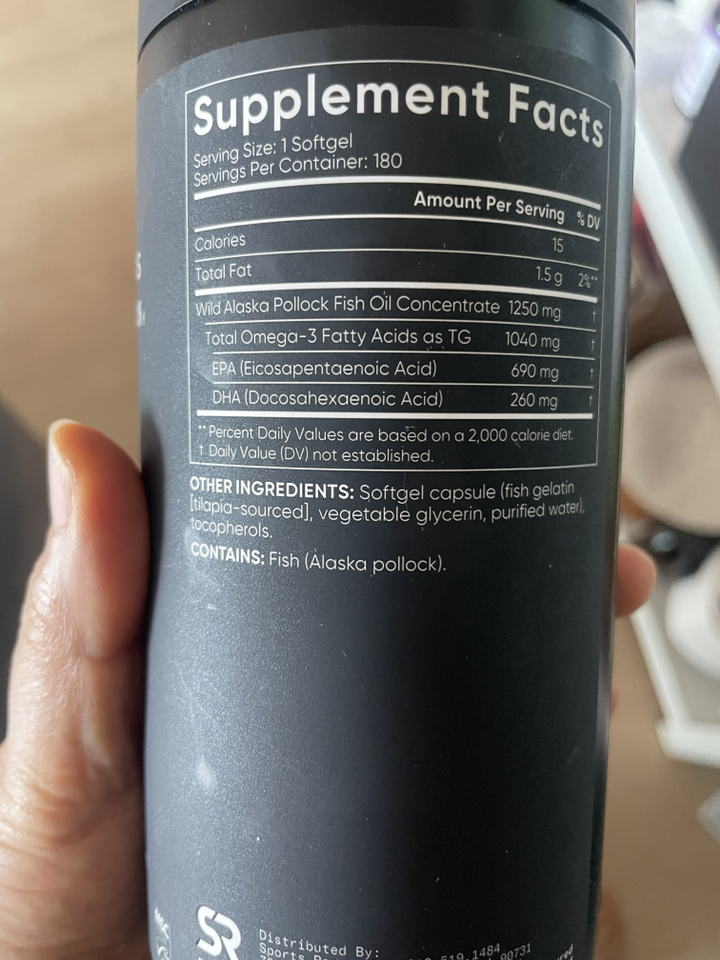 Supplement Facts
Serving Size: 1 Softgel
Servings Per Container: 180
Amount Per Serving % DV
Calories 15
Total Fat 1.5 g 2%**
Wild Alaska Pollock Fish Oil Concentrate 1250 mg †
Total Omega-3 Fatty Acids as TG 1040 mg †
EPA (Eicosapentaenoic Acid) 690 mg †
DHA (Docosahexaenoic Acid) 260 mg †
** Percent Daily Values are based on a 2,000 calorie diet.
† Daily Value (DV) not established.
OTHER INGREDIENTS: Softgel capsule (fish gelatin
[tilapia-sourced], vegetable glycerin, purified water),
tocopherols.
CONTAINS: Fish (Alaska pollock).
MSC
SR
Distributed By:
Sports
519.1484
90731